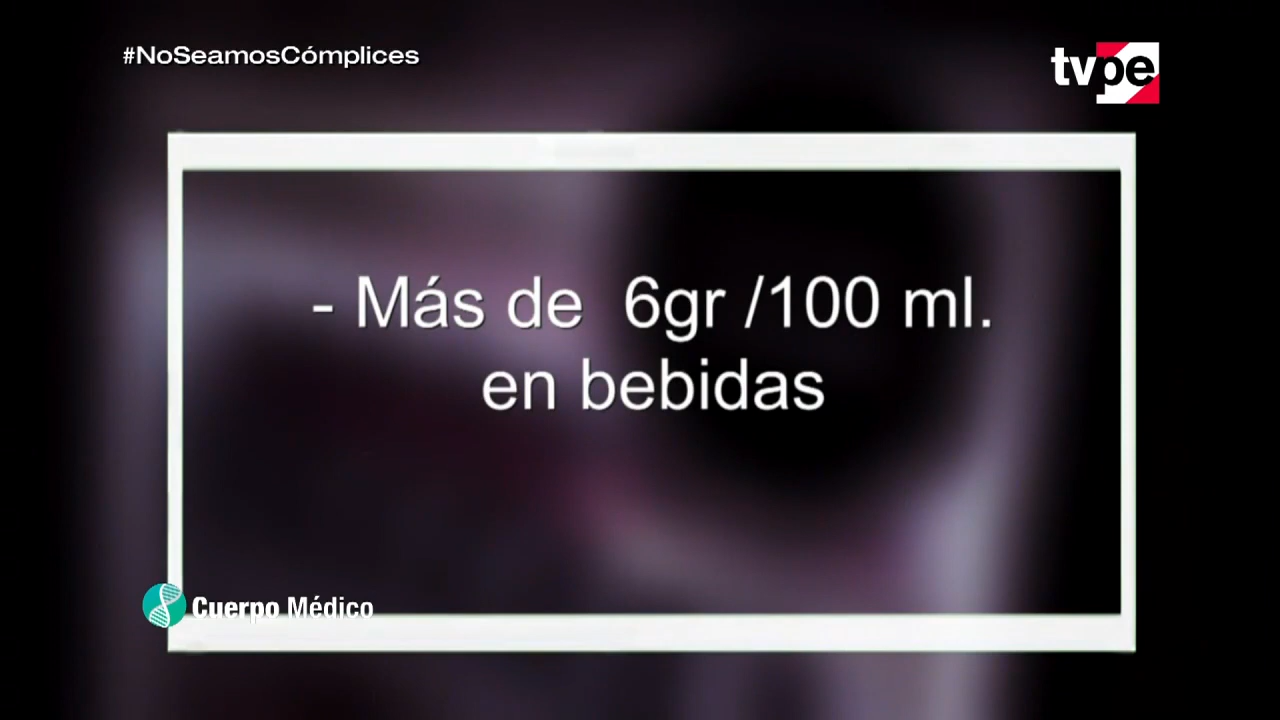 #NoSeamosCómplices
tvpe
- Más de 6gr /100 ml.
en bebidas
Cuerpo Médico